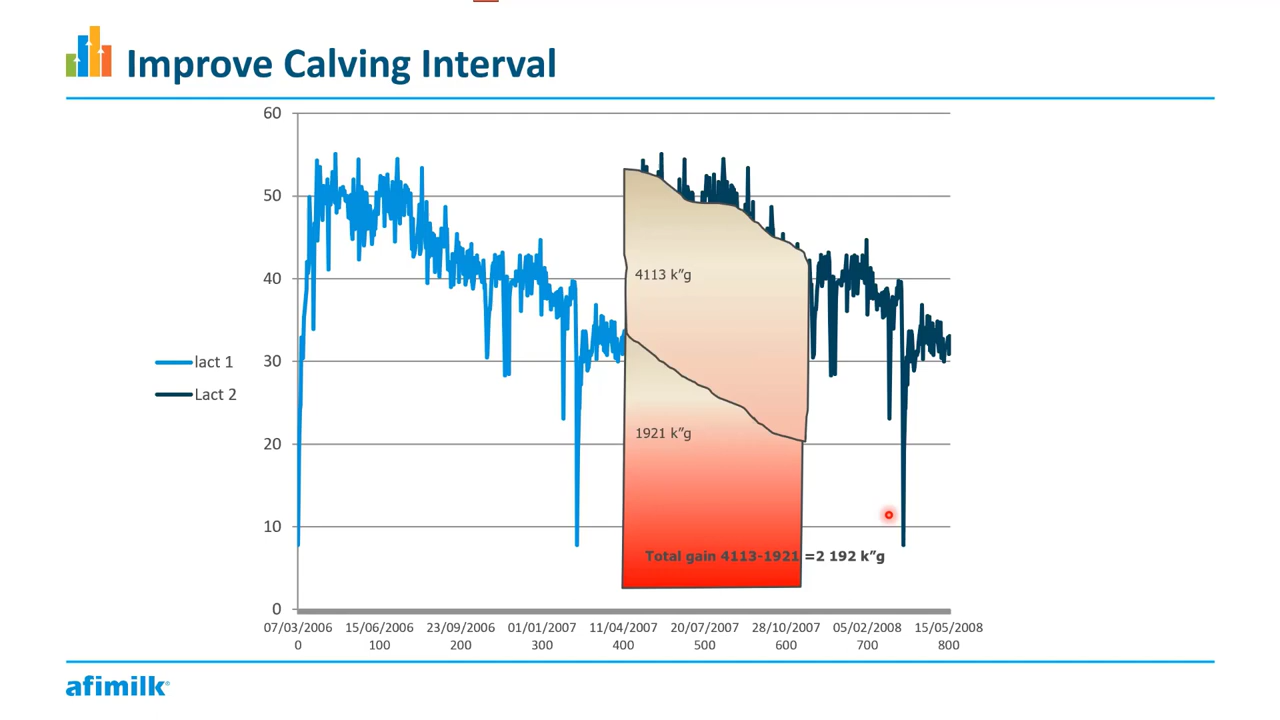 Improve Calving Interval
60
50
40
30
20
10
0
lact 1
Lact 2
4113 k”g
1921 k”g
Total gain 4113-1921 =2 192 k”g
07/03/2006 15/06/2006 23/09/2006 01/01/2007 11/04/2007 20/07/2007 28/10/2007 05/02/2008 15/05/2008
0 100 200 300 400 500 600 700 800
afimilk®